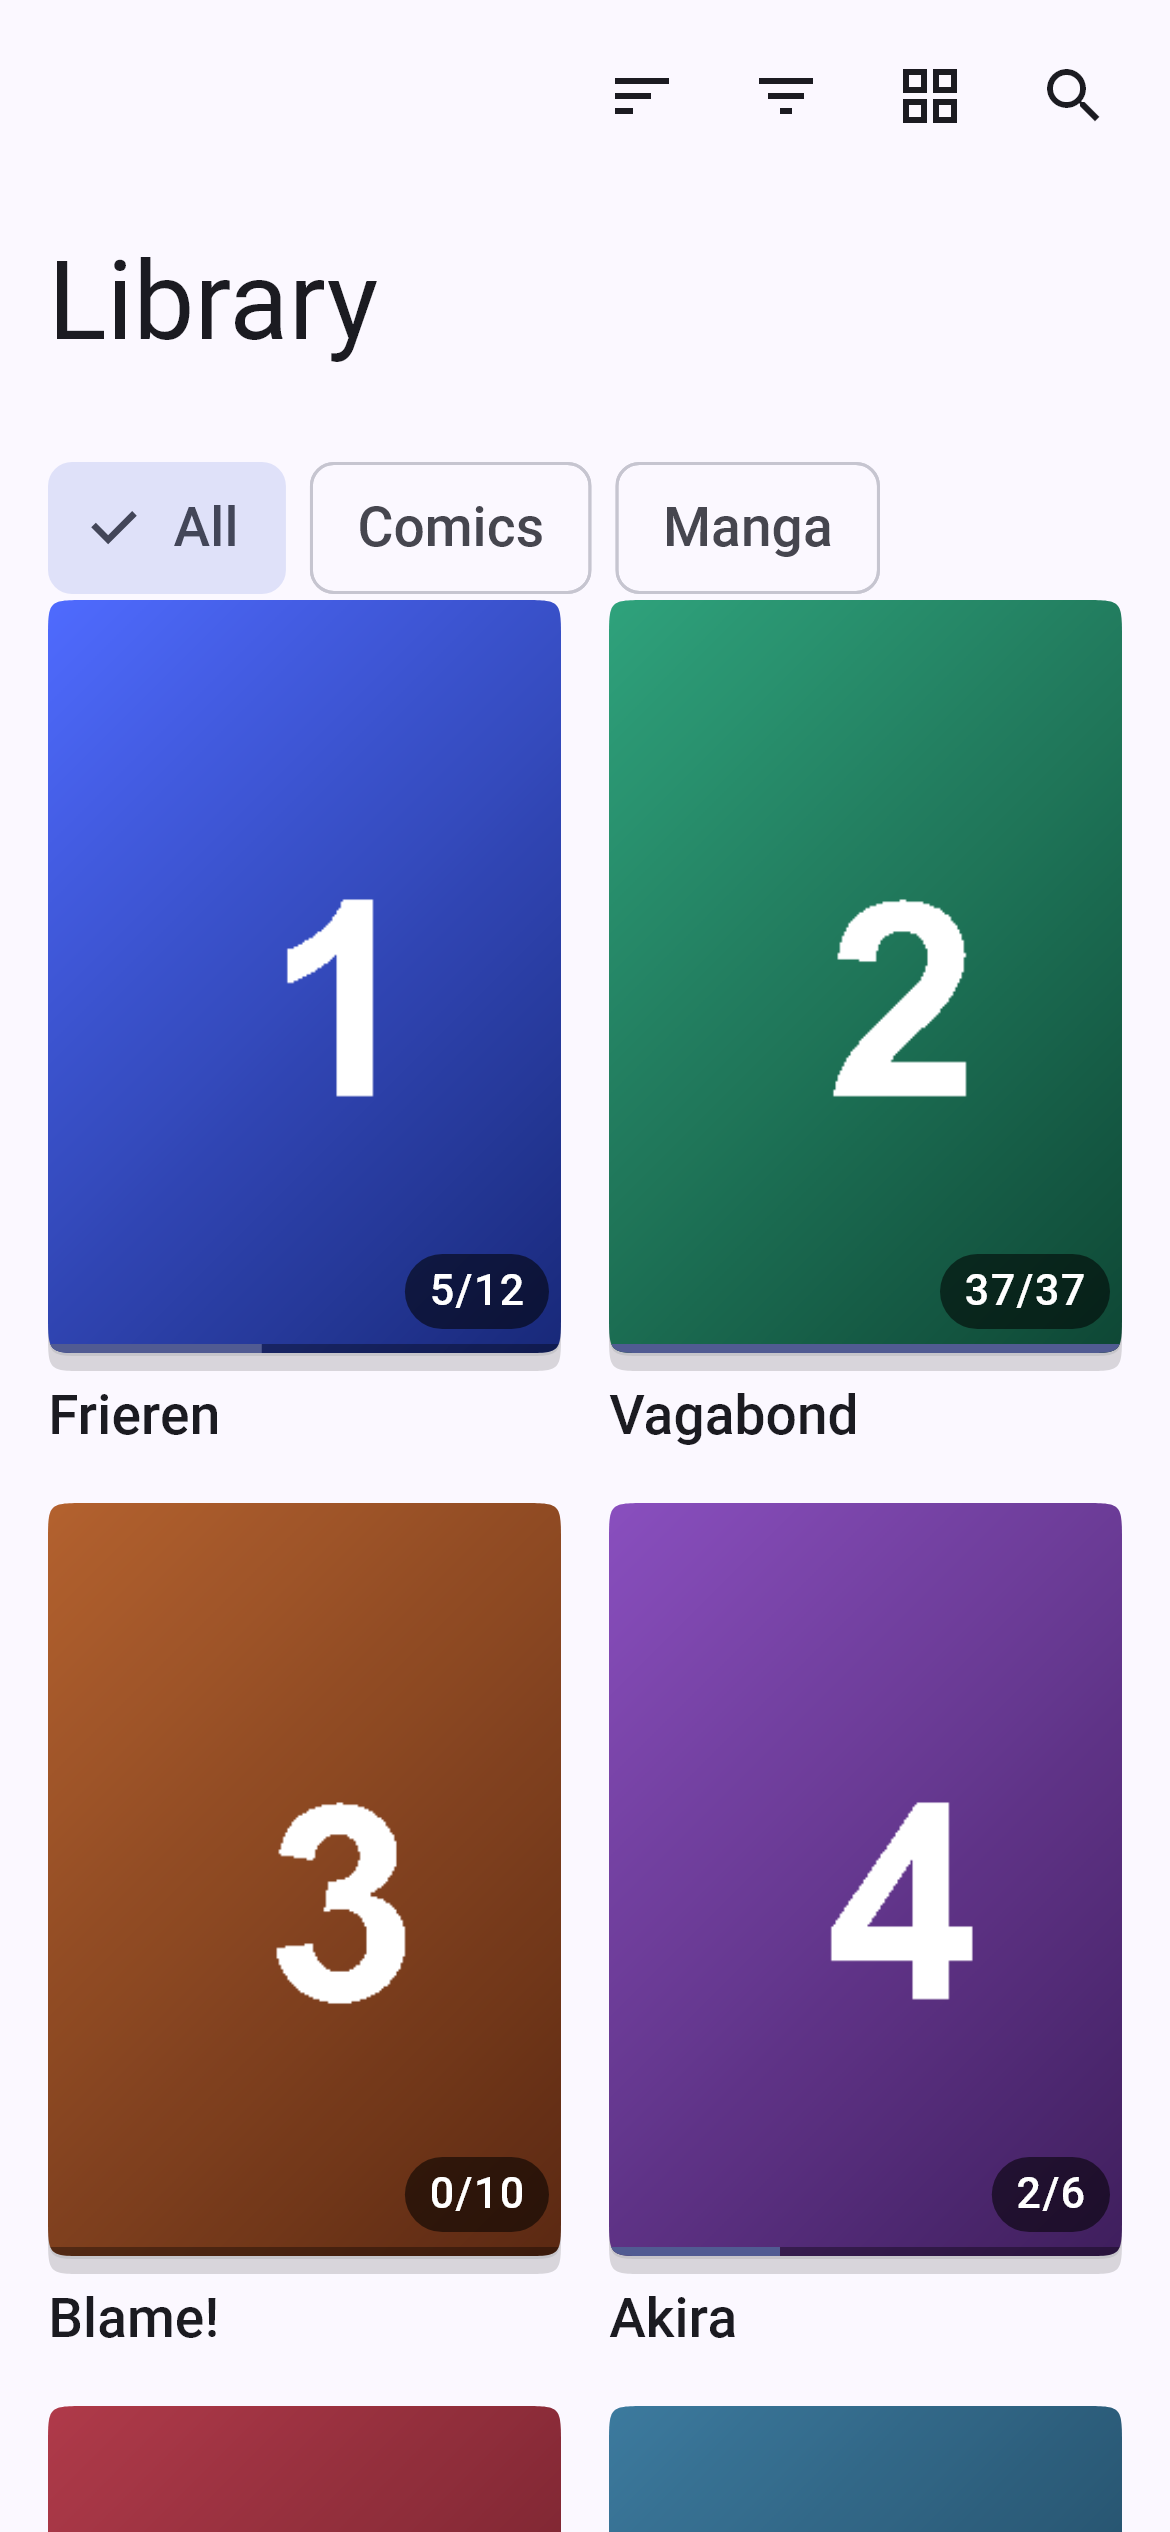 Library
All
Comics
Manga
1
2
5/12
37/37
Frieren
Vagabond
3
4
0/10
2/6
Blame!
Akira